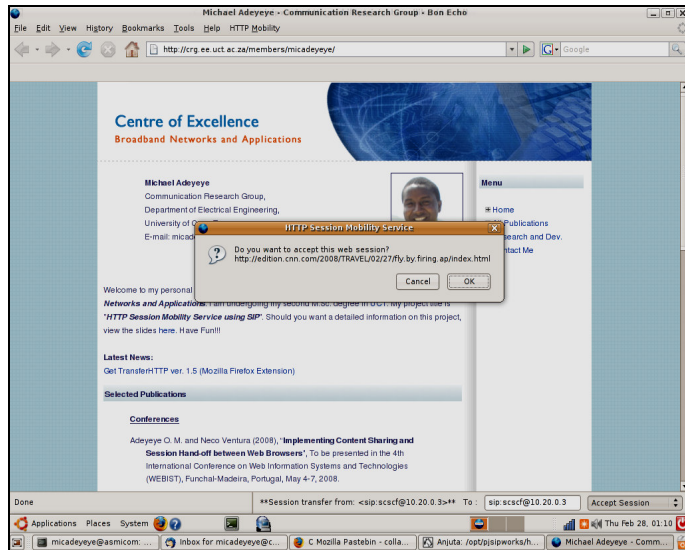 Michael Adeyeye - Communication Research Group - Bon Echo
File Edit View History Bookmarks Tools Help HTTP Mobility
http://crg.ee.uct.ac.za/members/micadeyeye/
Google
Centre of Excellence
Broadband Networks and Applications
Michael Adeyeye
Communication Research Group,
Department of Electrical Engineering,
University of
E-mail: micade
Menu
Home
Publications
search and Dev.
ntact Me
HTTP Session Mobility Service
Do you want to accept this web session?
http://edition.cnn.com/2008/TRAVEL/02/27/fly.by.firing.ap/index.html
Cancel OK
Welcome to my personal
Networks and Applications. I am undergoing my second M.Sc. degree in UCT. My project title is
"HTTP Session Mobility Service using SIP". Should you want a detailed information on this project,
view the slides here. Have Fun!!!
Latest News:
Get TransferHTTP ver. 1.5 (Mozilla Firefox Extension)
Selected Publications
Conferences
Adeyeye O. M. and Neco Ventura (2008), "Implementing Content Sharing and
Session Hand-off between Web Browsers", To be presented in the 4th
International Conference on Web Information Systems and Technologies
(WEBIST), Funchal-Madeira, Portugal, May 4-7, 2008.
Done
**Session transfer from: <sip:scscf@10.20.0.3>** To : sip:scscf@10.20.0.3 Accept Session
Applications Places System
Thu Feb 28, 01:10
micadeyeye@asmicom: ...
Inbox for micadeyeye@c...
C Mozilla Pastebin - colla...
Anjuta: /opt/pjsipworks/h...
Michael Adeyeye - Comm...